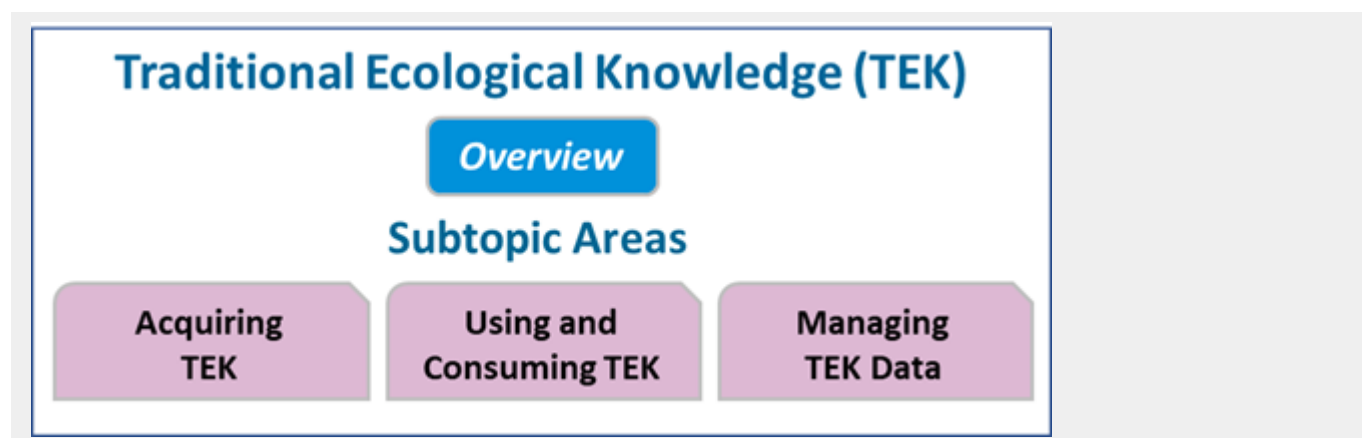 Traditional Ecological Knowledge (TEK)
Overview
Subtopic Areas
Acquiring
TEK
Using and
Consuming TEK
Managing
TEK Data